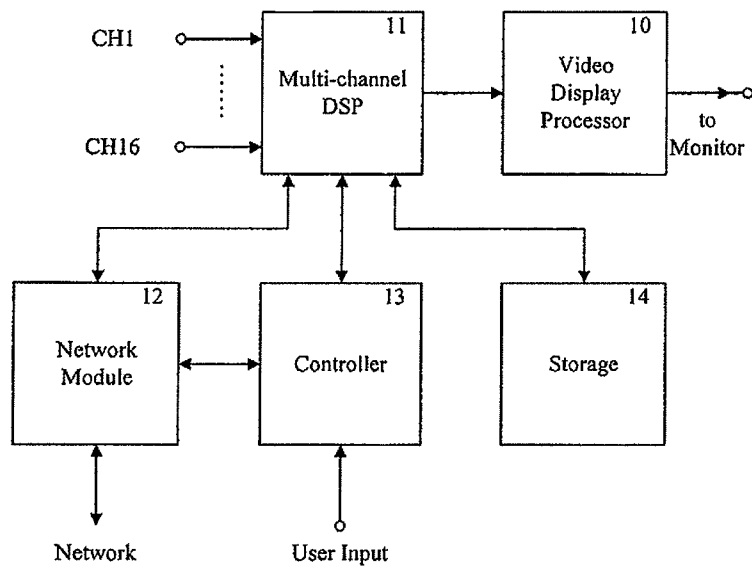 CH1
CH16
11
Multi-channel
DSP
10
Video
Display
Processor
to
Monitor
12
Network
Module
13
Controller
14
Storage
Network
User Input